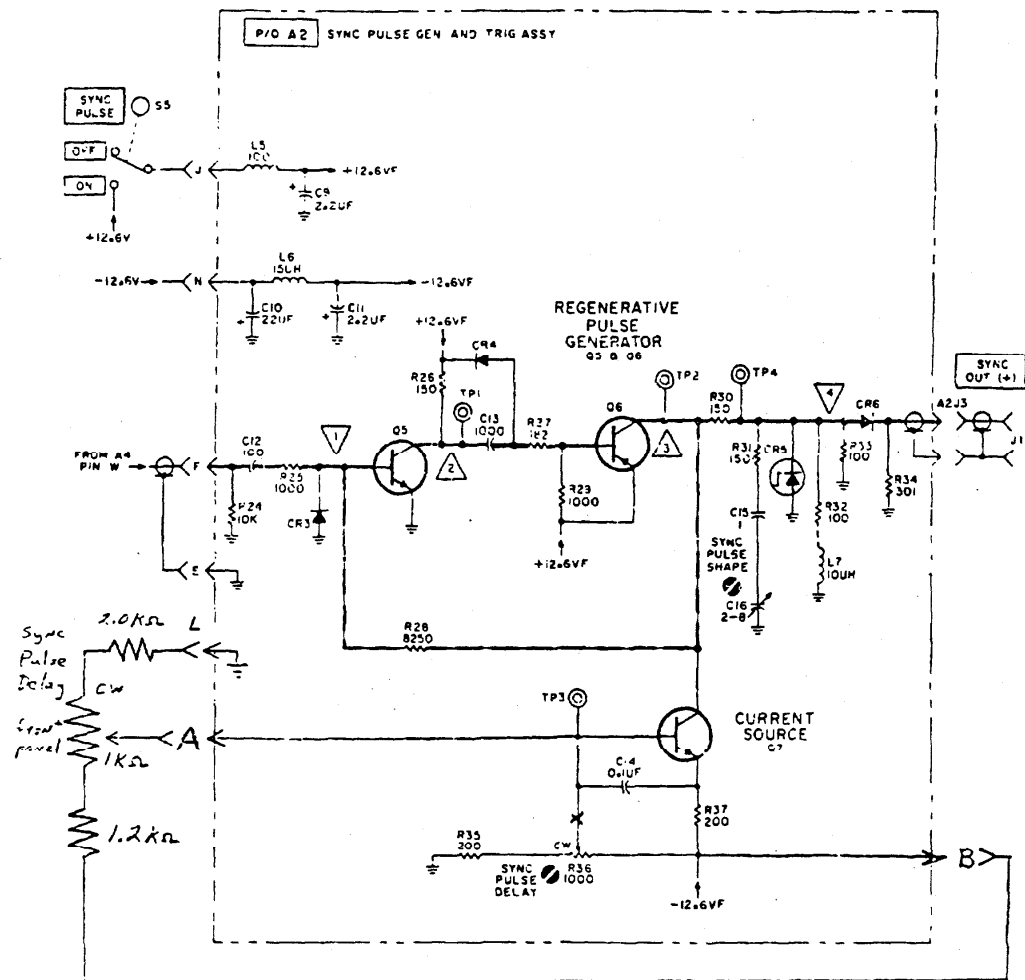 P/O A2 SYNC PULSE GEN AND TRIG ASSY
SYNC PULSE
S5
OFF
ON
+12.6V
J
L5
100
+12.6VF
C9
2.2UF
-12.6V
N
L6
15UH
-12.6VF
C10
22UF
C11
2.2UF
+12.6VF
CR4
R26
150
TP1
C13
1000
R27
182
REGENERATIVE
PULSE
GENERATOR
Q5 & Q6
TP2
R30
150
TP4
4
CR6
A2J3
SYNC
OUT (+)
J1
FROM A4
PIN W
F
C12
100
R25
1000
1
Q5
2
Q6
3
R24
10K
CR3
R29
1000
+12.6VF
R31
150
CR5
R33
100
R34
301
R32
100
C15
1
SYNC
PULSE
SHAPE
C16
2-8
L7
10UH
E
R28
8250
2.0KΩ
L
Sync
Pulse
Delay
CW
front
panel
1KΩ
A
TP3
CURRENT
SOURCE
Q7
C14
0.1UF
R37
200
1.2KΩ
R35
200
CW
SYNC
PULSE
DELAY
R36
1000
-12.6VF
B